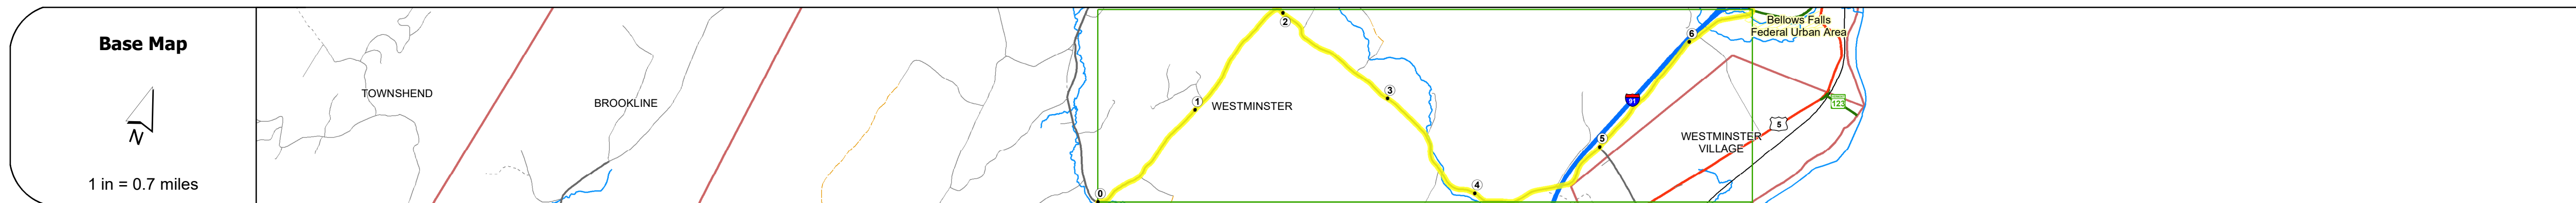 Base Map
N
1 in = 0.7 miles
TOWNSHEND
BROOKLINE
WESTMINSTER
0
1
2
3
4
5
6
91
Bellows Falls
Federal Urban Area
WESTMINSTER
VILLAGE
5
123